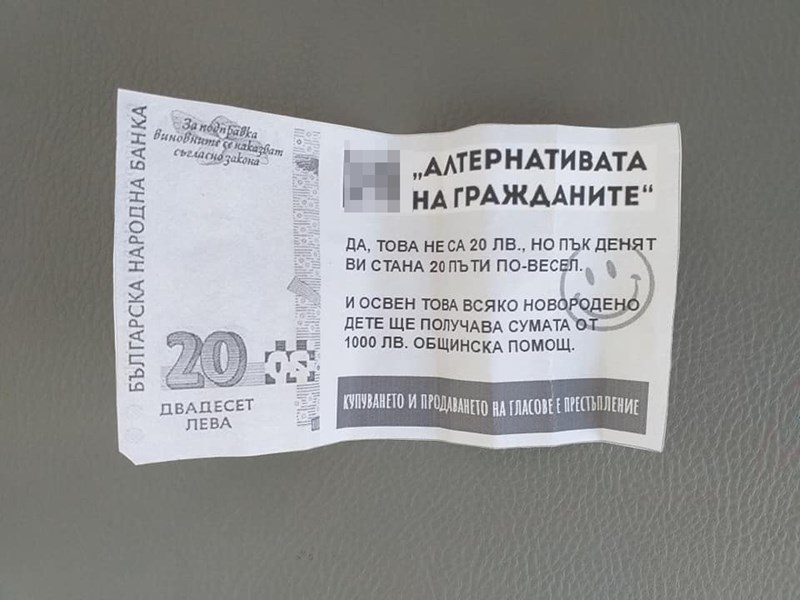 БЪЛГАРСКА НАРОДНА БАНКА
За подправка
виновните се наказват
съгласно закона
20
20
ДВАДЕСЕТ
ЛЕВА
„АЛТЕРНАТИВАТА
НА ГРАЖДАНИТЕ“
ДА, ТОВА НЕ СА 20 ЛВ., НО ПЪК ДЕНЯТ
ВИ СТАНА 20 ПЪТИ ПО-ВЕСЕЛ.
И ОСВЕН ТОВА ВСЯКО НОВОРОДЕНО
ДЕТЕ ЩЕ ПОЛУЧАВА СУМАТА ОТ
1000 ЛВ. ОБЩИНСКА ПОМОЩ.
КУПУВАНЕТО И ПРОДАВАНЕТО НА ГЛАСОВЕ Е ПРЕСТЪПЛЕНИЕ